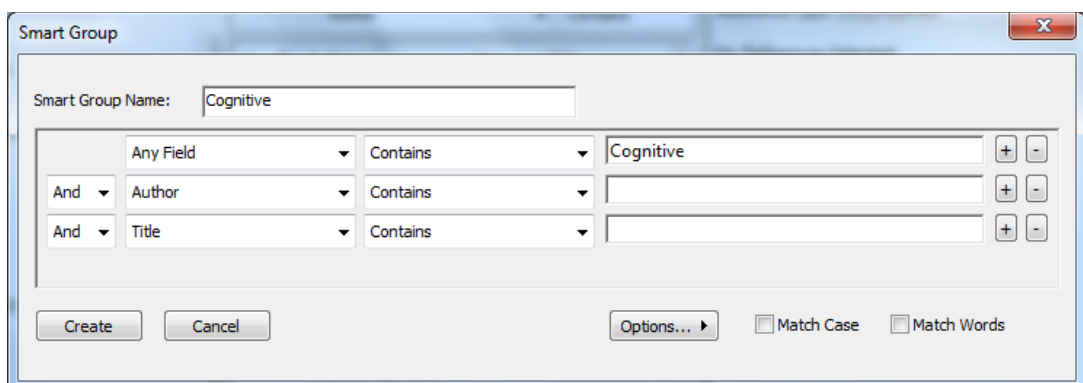 Smart Group
Smart Group Name: Cognitive
Any Field Contains Cognitive + -
And Author Contains + -
And Title Contains + -
Create Cancel Options... Match Case Match Words